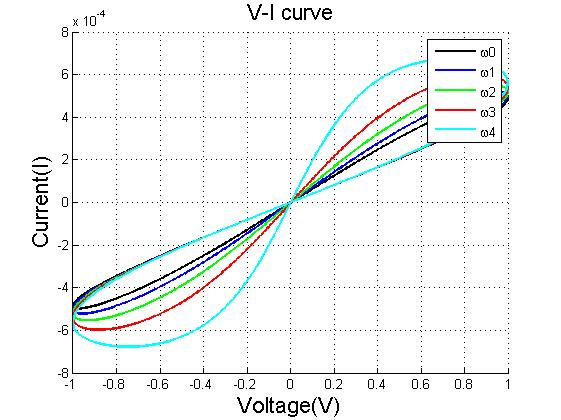 V-I curve
x 10-4
8
6
4
2
0
-2
-4
-6
-8
-1 -0.8 -0.6 -0.4 -0.2 0 0.2 0.4 0.6 0.8 1
Current(I)
Voltage(V)
ω0
ω1
ω2
ω3
ω4